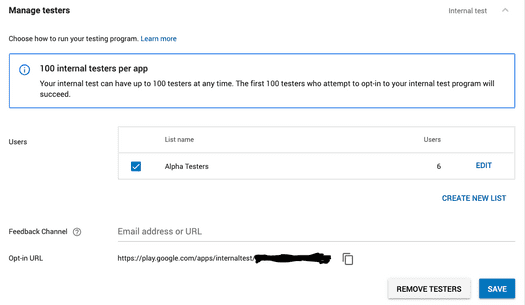 Manage testers Internal test
Choose how to run your testing program. Learn more
100 internal testers per app
Your internal test can have up to 100 testers at any time. The first 100 testers who attempt to opt-in to your internal test program will
succeed.
Users
List name Users
Alpha Testers 6 EDIT
CREATE NEW LIST
Feedback Channel Email address or URL
Opt-in URL https://play.google.com/apps/internaltest/
REMOVE TESTERS SAVE